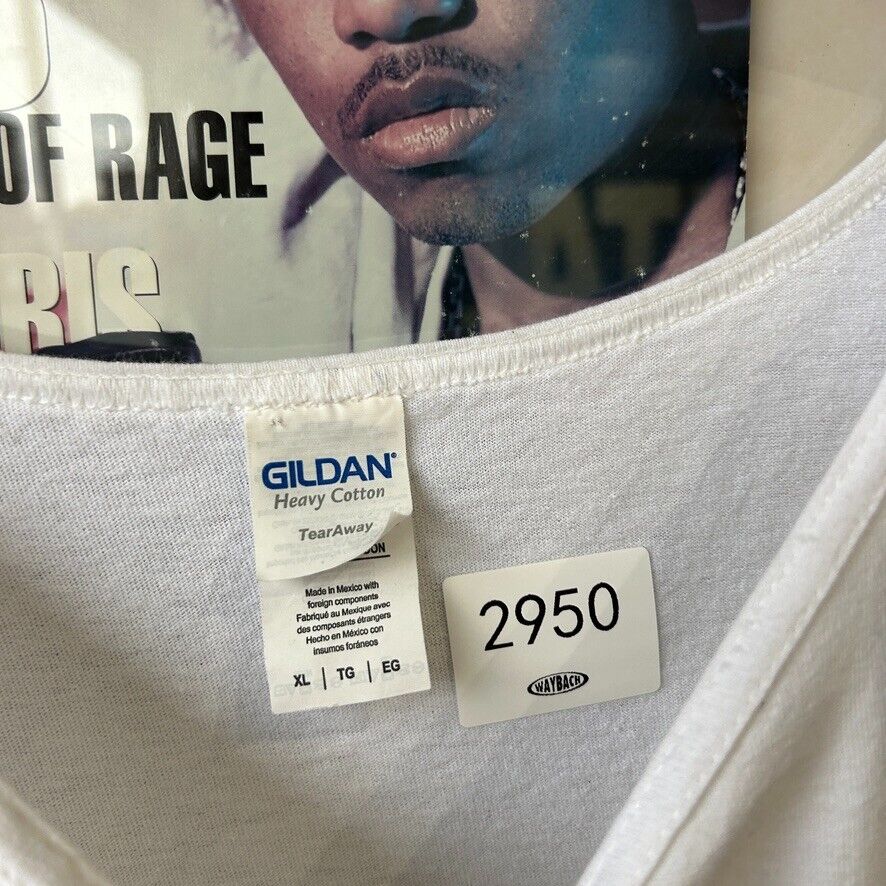 OF RAGE
RIS
GILDAN®
Heavy Cotton
TearAway
Made in Mexico with
foreign components
Fabriqué au Mexique avec
des composants étrangers
Hecho en México con
insumos foráneos
XL | TG | EG
2950
WAYBACH